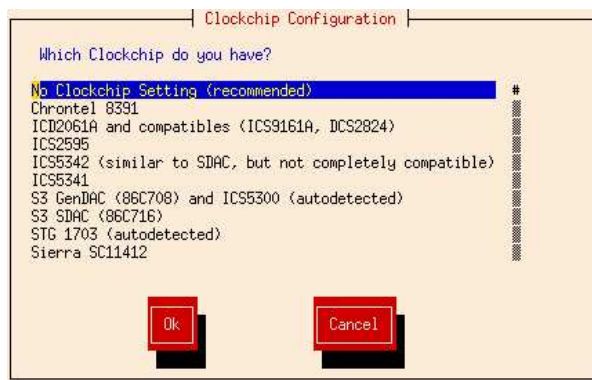 Clockchip Configuration
Which Clockchip do you have?
No Clockchip Setting (recommended) #
Chrontel 8391
ICD2061A and compatibles (ICS9161A, DCS2824)
ICS2595
ICS5342 (similar to SDAC, but not completely compatible)
ICS5341
S3 GenDAC (86C708) and ICS5300 (autodetected)
S3 SDAC (86C716)
STG 1703 (autodetected)
Sierra SC11412
Ok Cancel